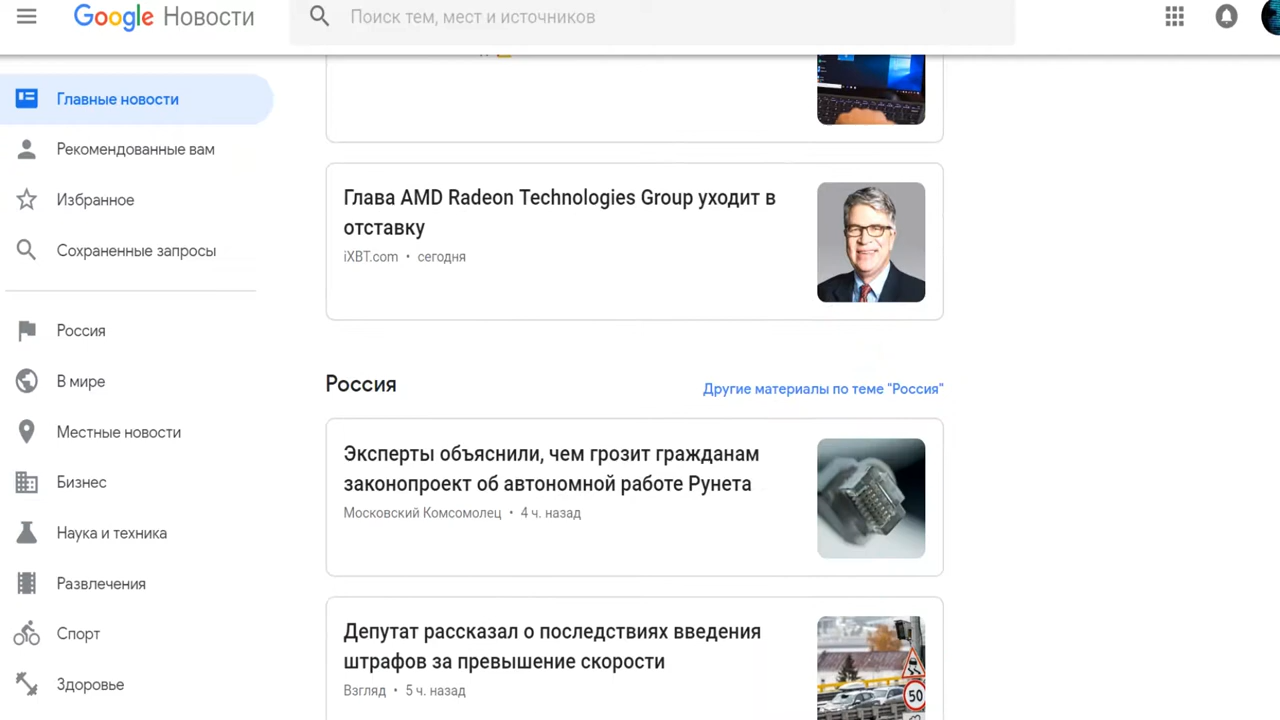 Google Новости
Поиск тем, мест и источников
Главные новости
Рекомендованные вам
Избранное
Сохраненные запросы
Россия
В мире
Местные новости
Бизнес
Наука и техника
Развлечения
Спорт
Здоровье
Глава AMD Radeon Technologies Group уходит в
отставку
iXBT.com • сегодня
Россия
Другие материалы по теме "Россия"
Эксперты объяснили, чем грозит гражданам
законопроект об автономной работе Рунета
Московский Комсомолец • 4 ч. назад
Депутат рассказал о последствиях введения
штрафов за превышение скорости
Взгляд • 5 ч. назад
50